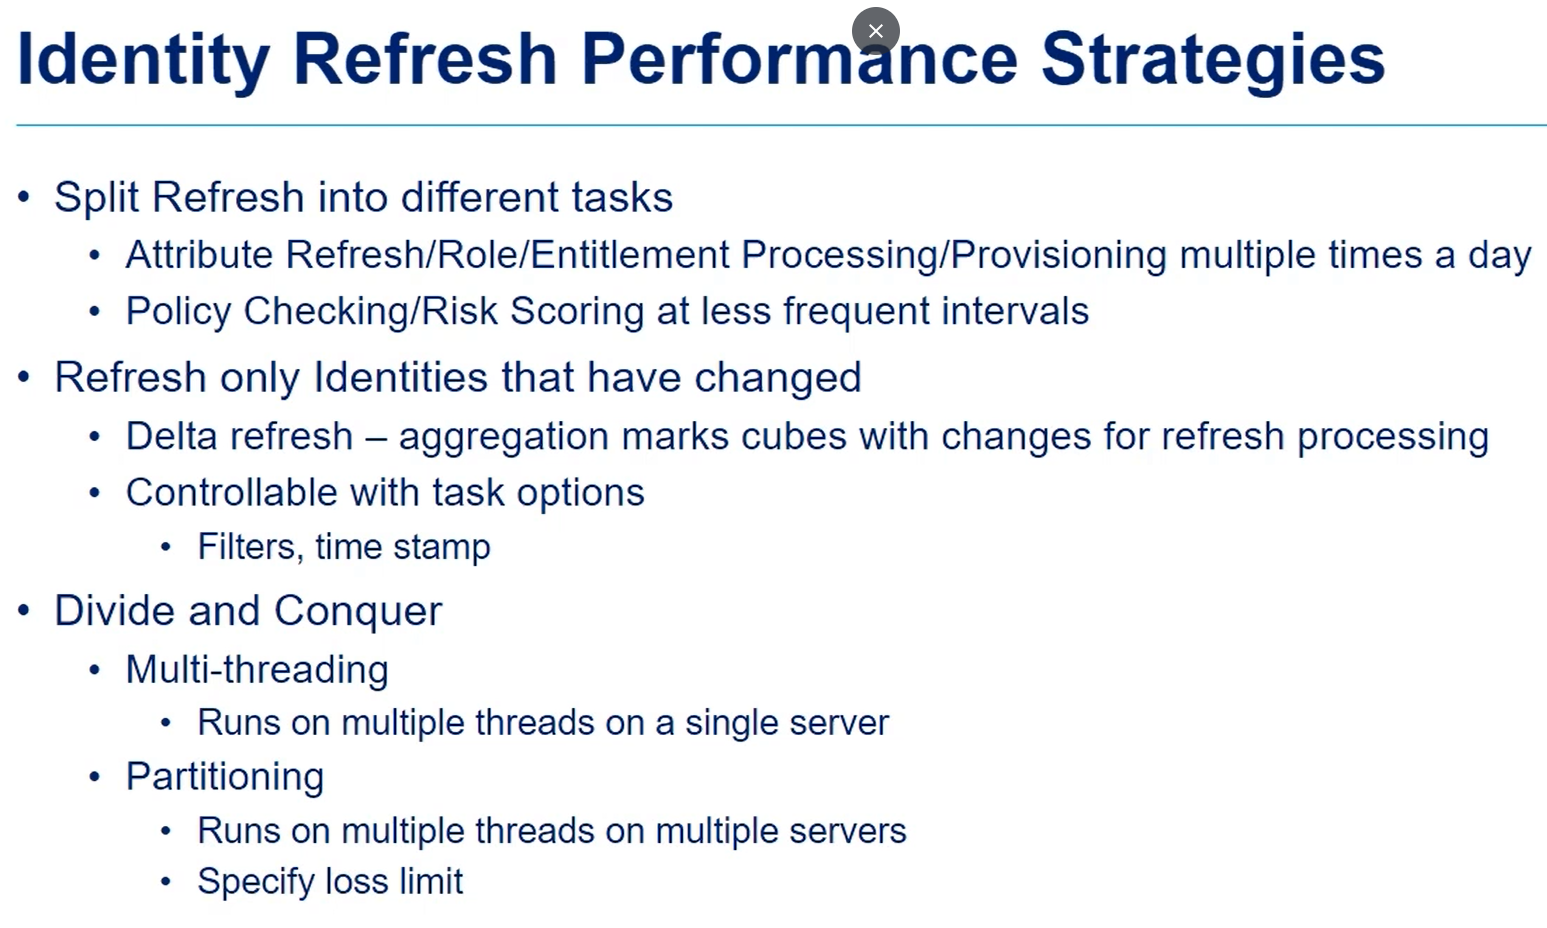 Identity Refresh Performance Strategies
• Split Refresh into different tasks
• Attribute Refresh/Role/Entitlement Processing/Provisioning multiple times a day
• Policy Checking/Risk Scoring at less frequent intervals
• Refresh only Identities that have changed
• Delta refresh – aggregation marks cubes with changes for refresh processing
• Controllable with task options
• Filters, time stamp
• Divide and Conquer
• Multi-threading
• Runs on multiple threads on a single server
• Partitioning
• Runs on multiple threads on multiple servers
• Specify loss limit